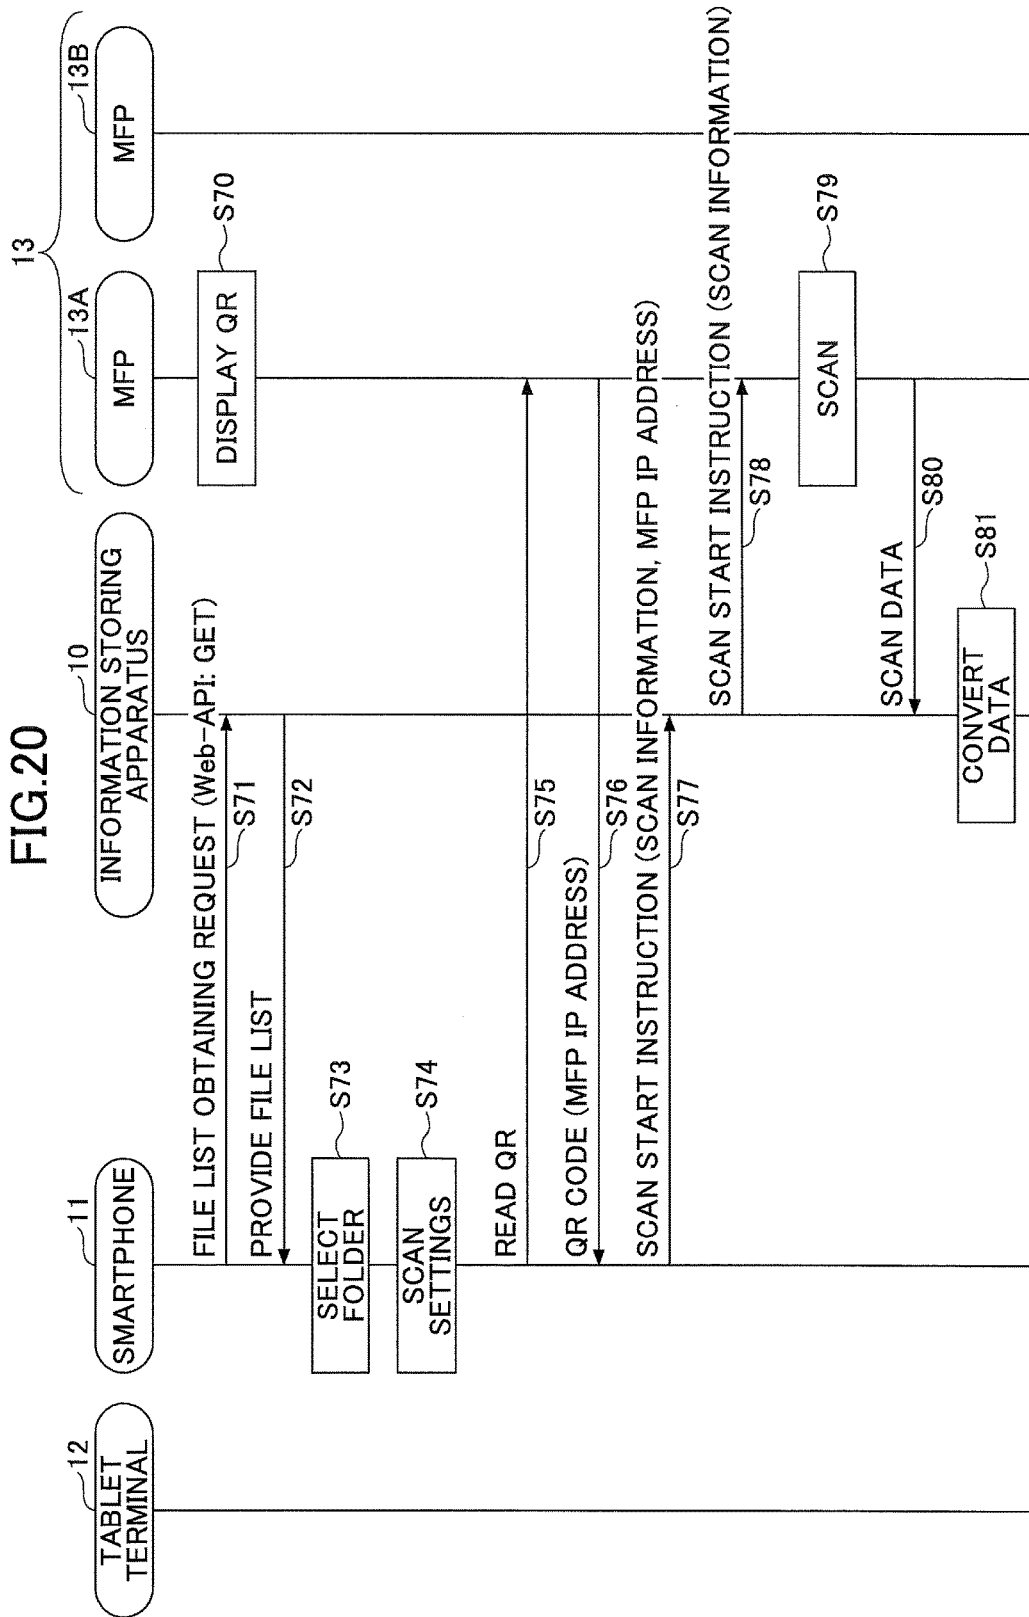 FIG.20
12
TABLET
TERMINAL
11
SMARTPHONE
10
INFORMATION STORING
APPARATUS
13
13A
MFP
13B
MFP
DISPLAY QR
S70
FILE LIST OBTAINING REQUEST (Web-API: GET)
S71
PROVIDE FILE LIST
S72
SELECT
FOLDER
S73
SCAN
SETTINGS
S74
READ QR
S75
QR CODE (MFP IP ADDRESS)
S76
SCAN START INSTRUCTION (SCAN INFORMATION, MFP IP ADDRESS)
S77
SCAN START INSTRUCTION (SCAN INFORMATION)
S78
SCAN
S79
SCAN DATA
S80
CONVERT
DATA
S81